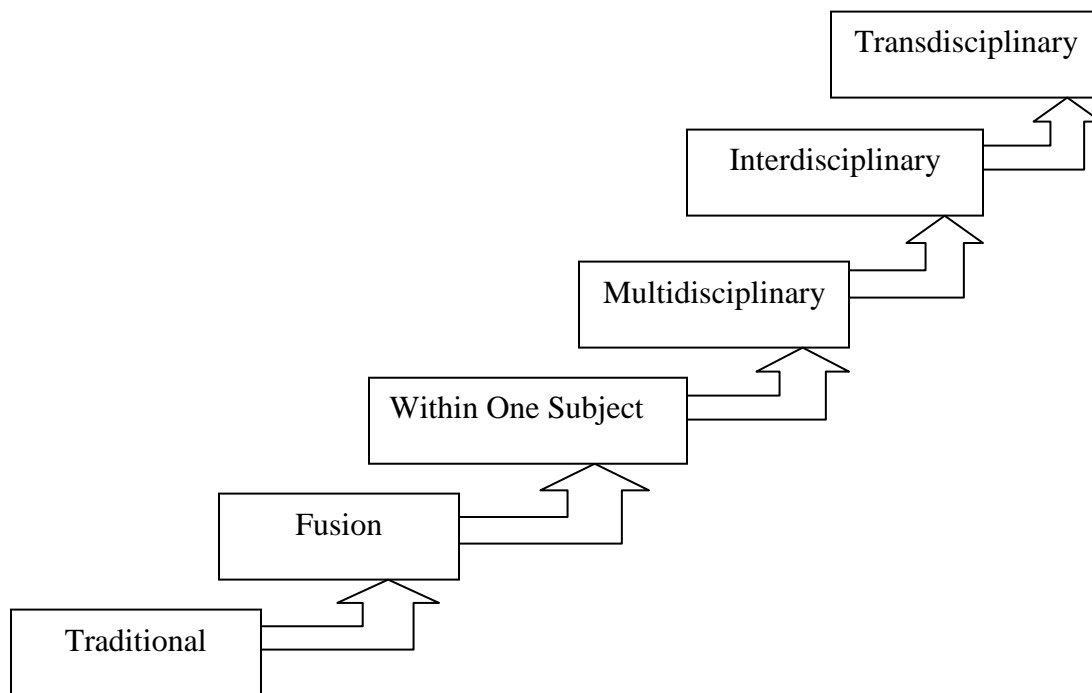 Transdisciplinary
Interdisciplinary
Multidisciplinary
Within One Subject
Fusion
Traditional